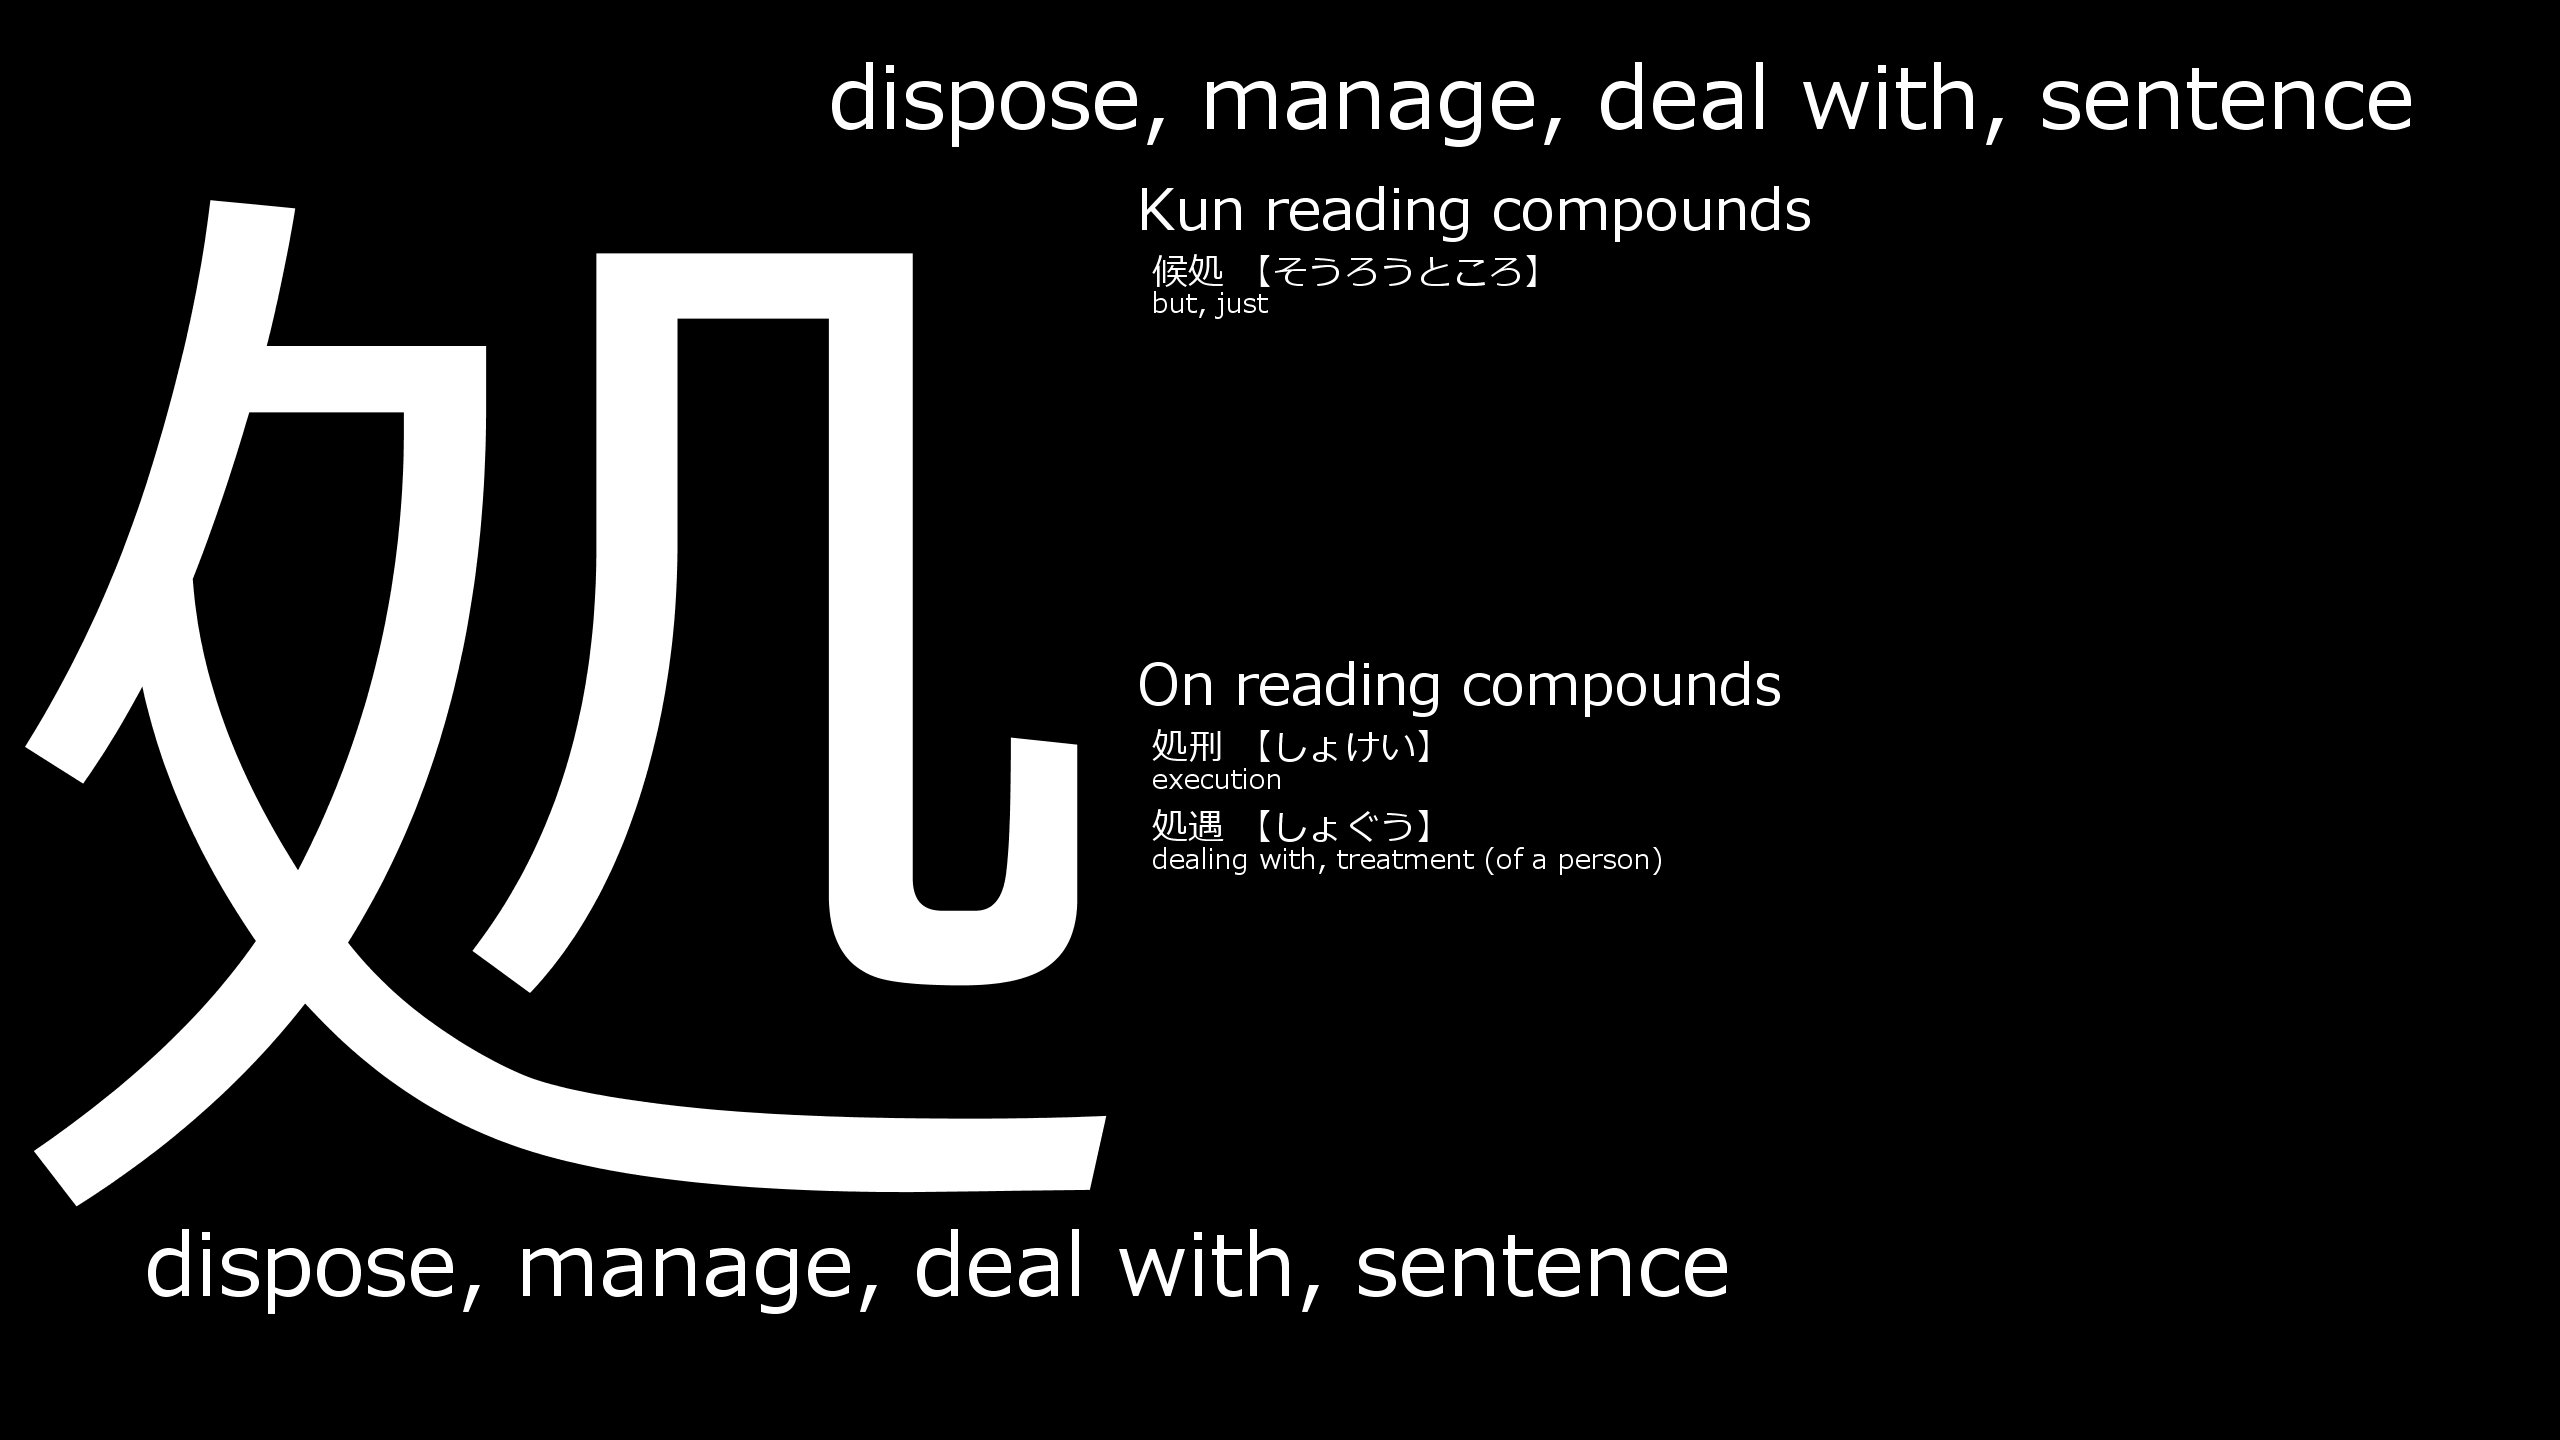 dispose, manage, deal with, sentence
処
Kun reading compounds
候処 【そうろうところ】
but, just
On reading compounds
処刑 【しょけい】
execution
処遇 【しょぐう】
dealing with, treatment (of a person)
dispose, manage, deal with, sentence